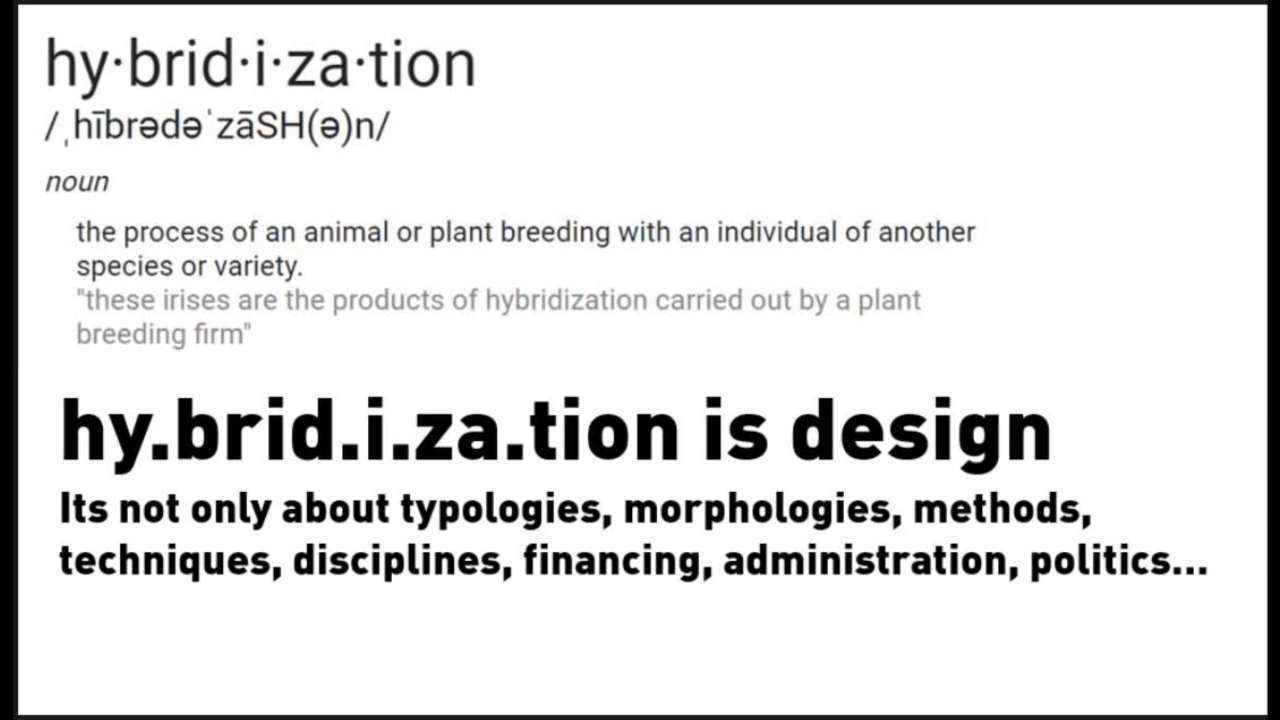 hy·brid·i·za·tion
/ˌhībrədəˈzāSH(ə)n/
noun
the process of an animal or plant breeding with an individual of another
species or variety.
"these irises are the products of hybridization carried out by a plant
breeding firm"
hy.brid.i.za.tion is design
Its not only about typologies, morphologies, methods,
techniques, disciplines, financing, administration, politics...